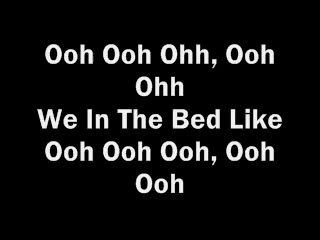 Ooh Ooh Ohh, Ooh
Ohh
We In The Bed Like
Ooh Ooh Ooh, Ooh
Ooh